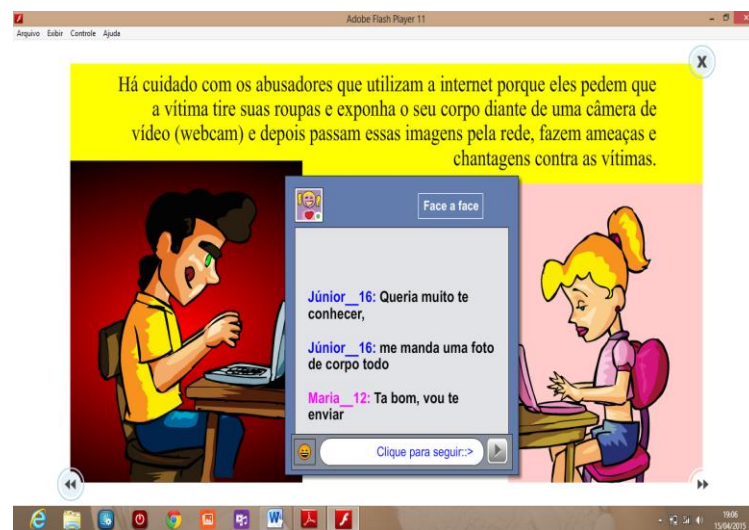 Adobe Flash Player 11
Arquivo Exibir Controle Ajuda
X
Há cuidado com os abusadores que utilizam a internet porque eles pedem que
a vítima tire suas roupas e exponha o seu corpo diante de uma câmera de
vídeo (webcam) e depois passam essas imagens pela rede, fazem ameaças e
chantagens contra as vítimas.
Face a face
Júnior__16: Queria muito te
conhecer,
Júnior__16: me manda uma foto
de corpo todo
Maria__12: Ta bom, vou te
enviar
Clique para seguir::>
19:06
15/04/2015